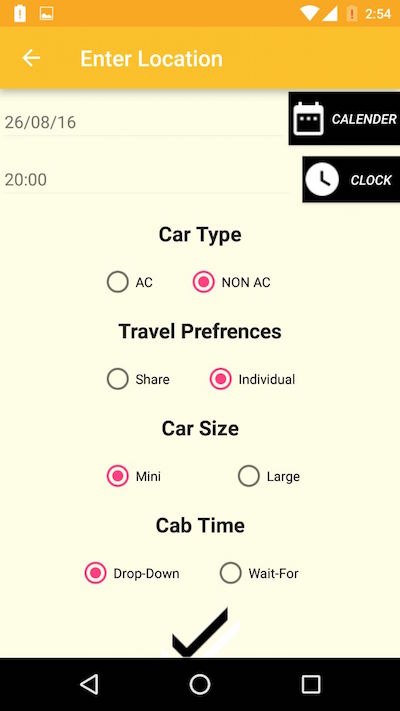 2:54
Enter Location
26/08/16 CALENDER
20:00 CLOCK
Car Type
AC NON AC
Travel Prefrences
Share Individual
Car Size
Mini Large
Cab Time
Drop-Down Wait-For